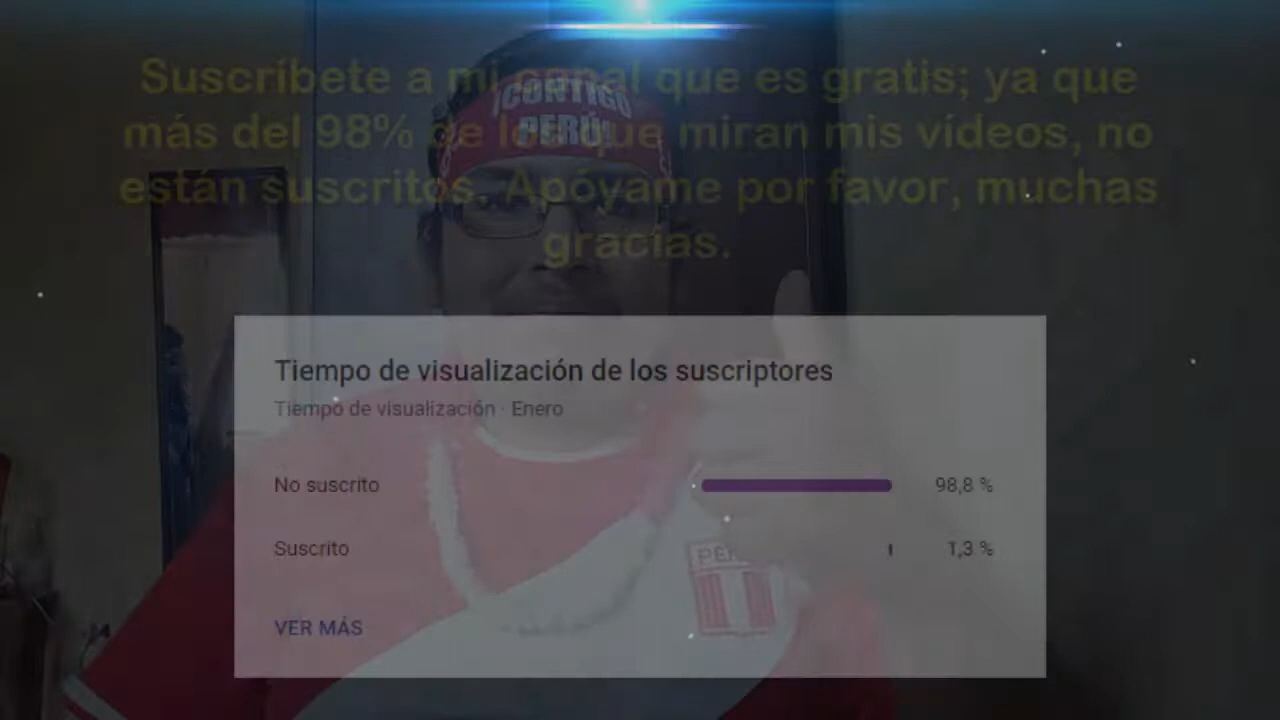 Suscríbete a mi canal que es gratis; ya que
más del 98% de los que miran mis vídeos, no
están suscritos. Apóyame por favor, muchas
gracias.
¡CONTIGO
PERÚ!
Tiempo de visualización de los suscriptores
Tiempo de visualización · Enero
No suscrito 98,8 %
Suscrito 1,3 %
PERÚ
VER MÁS